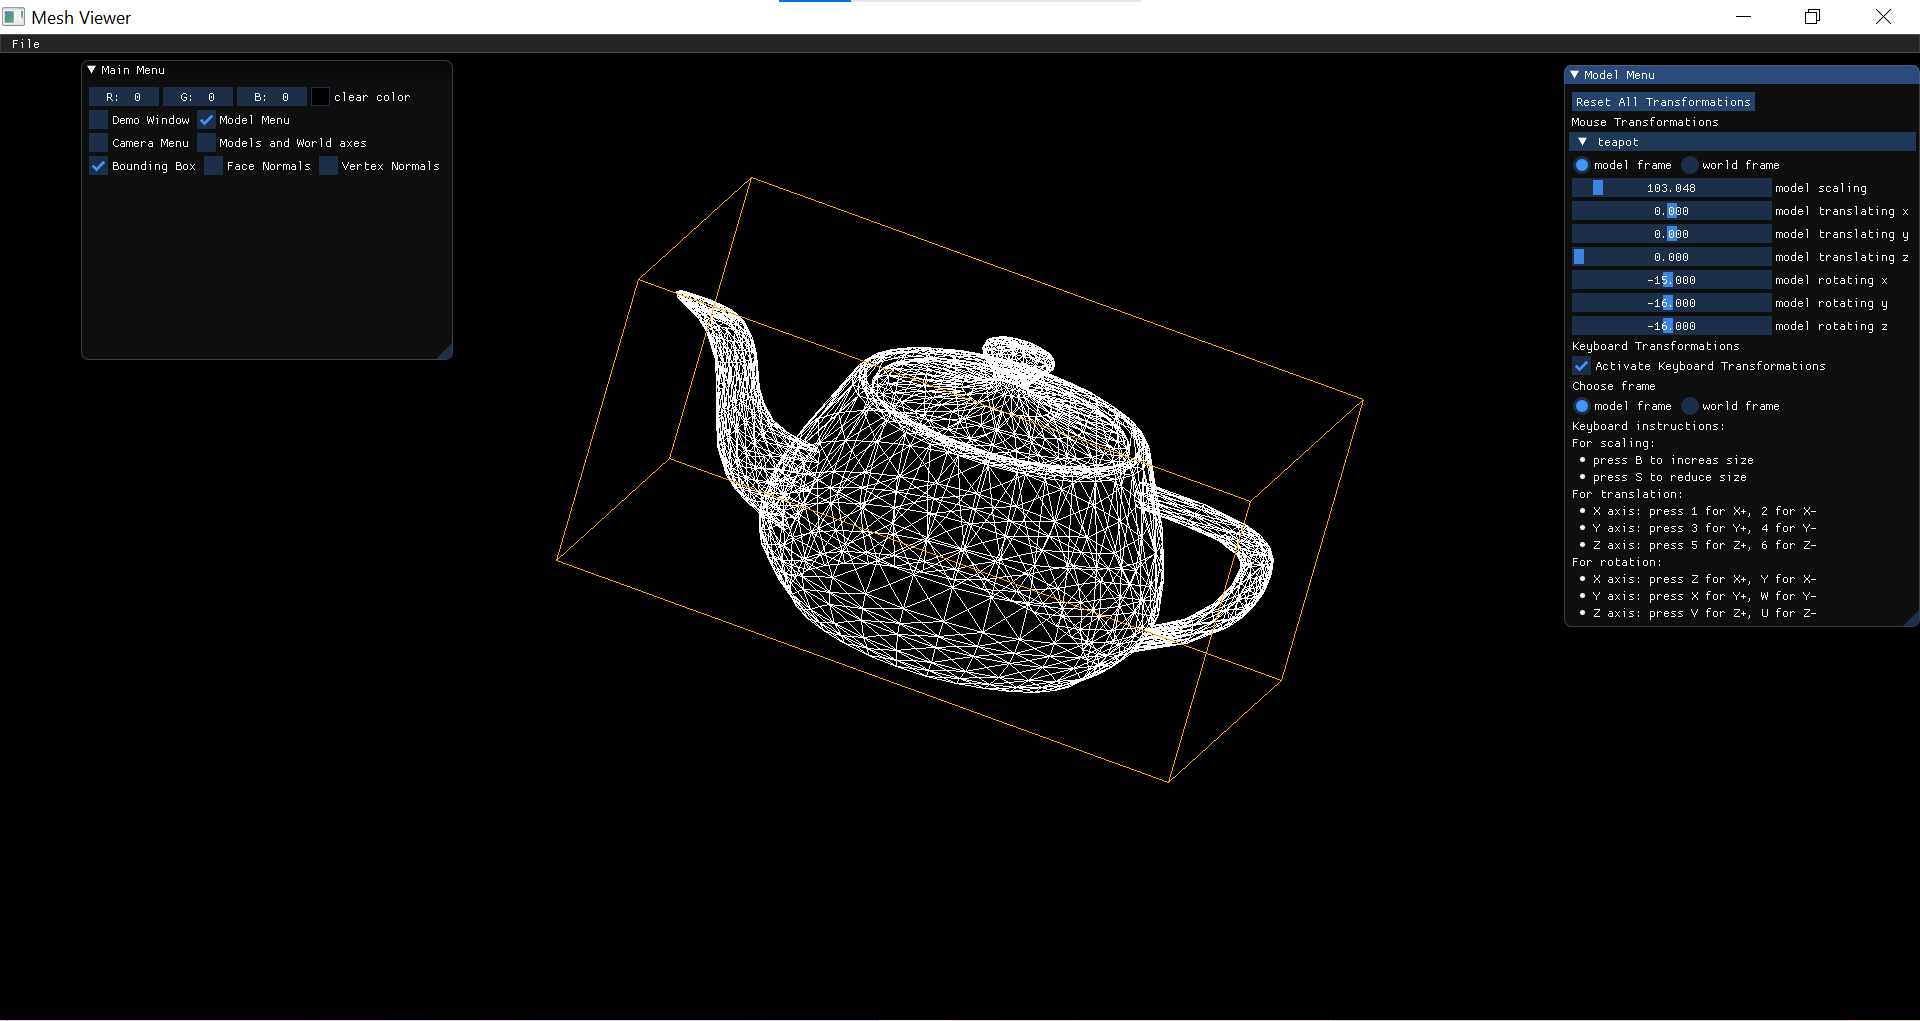 Mesh Viewer
File
Main Menu
R: 0 G: 0 B: 0 clear color
Demo Window Model Menu
Camera Menu Models and World axes
Bounding Box Face Normals Vertex Normals
Model Menu
Reset All Transformations
Mouse Transformations
teapot
model frame world frame
103.048 model scaling
0.000 model translating x
0.000 model translating y
0.000 model translating z
-15.000 model rotating x
-16.000 model rotating y
-16.000 model rotating z
Keyboard Transformations
Activate Keyboard Transformations
Choose frame
model frame world frame
Keyboard instructions:
For scaling:
• press B to increas size
• press S to reduce size
For translation:
• X axis: press 1 for X+, 2 for X-
• Y axis: press 3 for Y+, 4 for Y-
• Z axis: press 5 for Z+, 6 for Z-
For rotation:
• X axis: press Z for X+, Y for X-
• Y axis: press X for Y+, W for Y-
• Z axis: press V for Z+, U for Z-